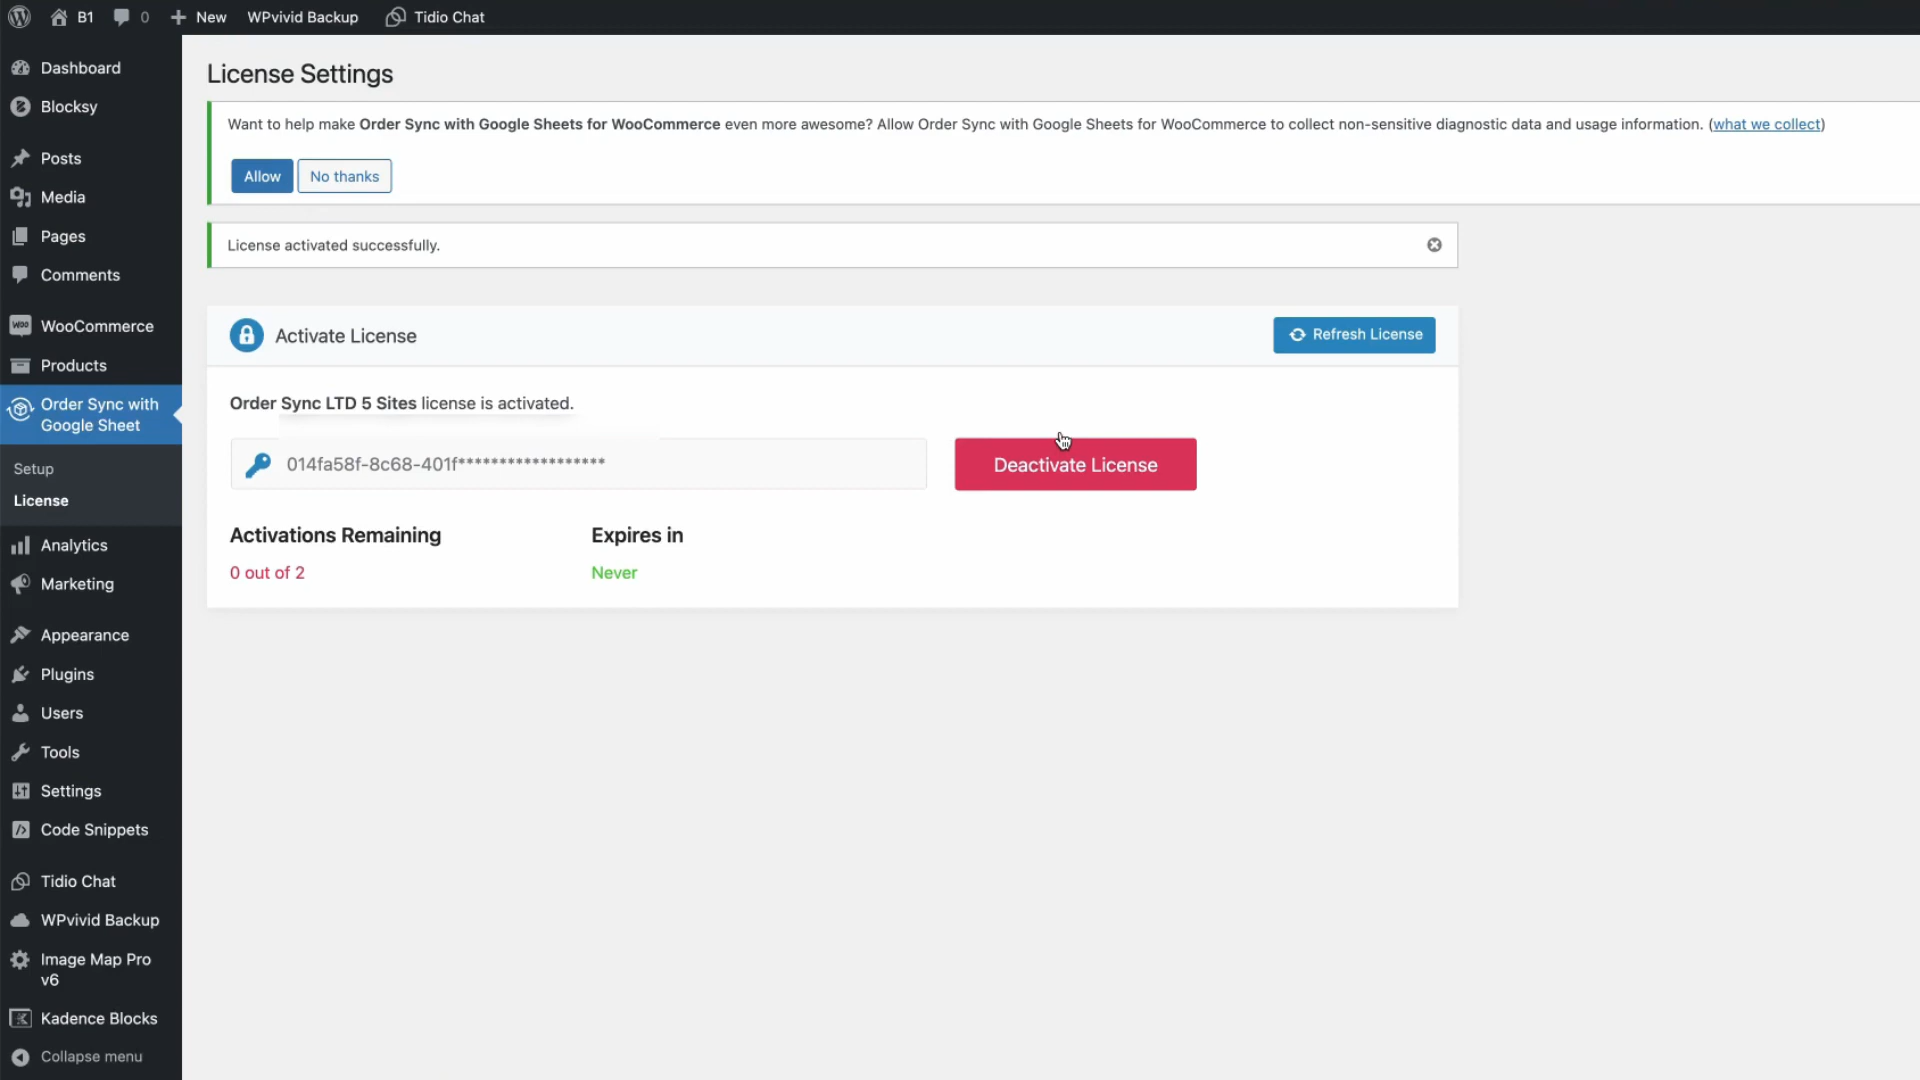 B1
0
New
WPvivid Backup
Tidio Chat
Dashboard
Blocksy
Posts
Media
Pages
Comments
WOO
WooCommerce
Products
Order Sync with
Google Sheet
Setup
License
Analytics
Marketing
Appearance
Plugins
Users
Tools
Settings
Code Snippets
Tidio Chat
WPvivid Backup
Image Map Pro
v6
Kadence Blocks
Collapse menu
License Settings
Want to help make Order Sync with Google Sheets for WooCommerce even more awesome? Allow Order Sync with Google Sheets for WooCommerce to collect non-sensitive diagnostic data and usage information. (what we collect)
Allow
No thanks
License activated successfully.
Activate License
Refresh License
Order Sync LTD 5 Sites license is activated.
014fa58f-8c68-401f******************
Deactivate License
Activations Remaining
Expires in
0 out of 2
Never